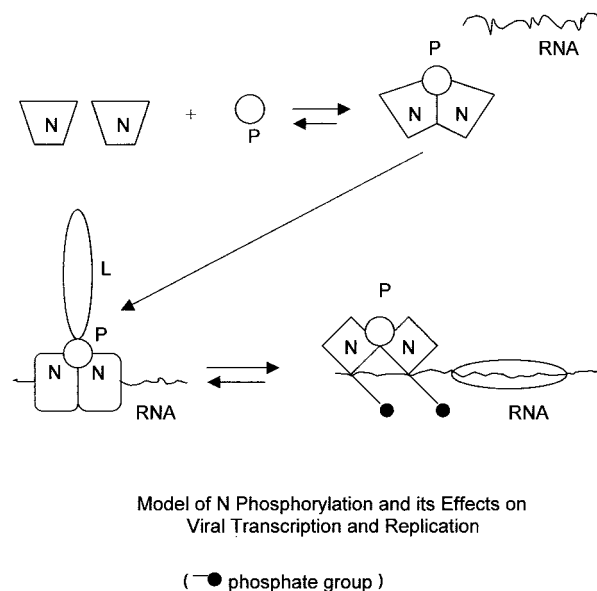 P
RNA
N N + P N N
L
P
N N
RNA
P
N N
RNA
Model of N Phosphorylation and its Effects on
Viral Transcription and Replication
( phosphate group )